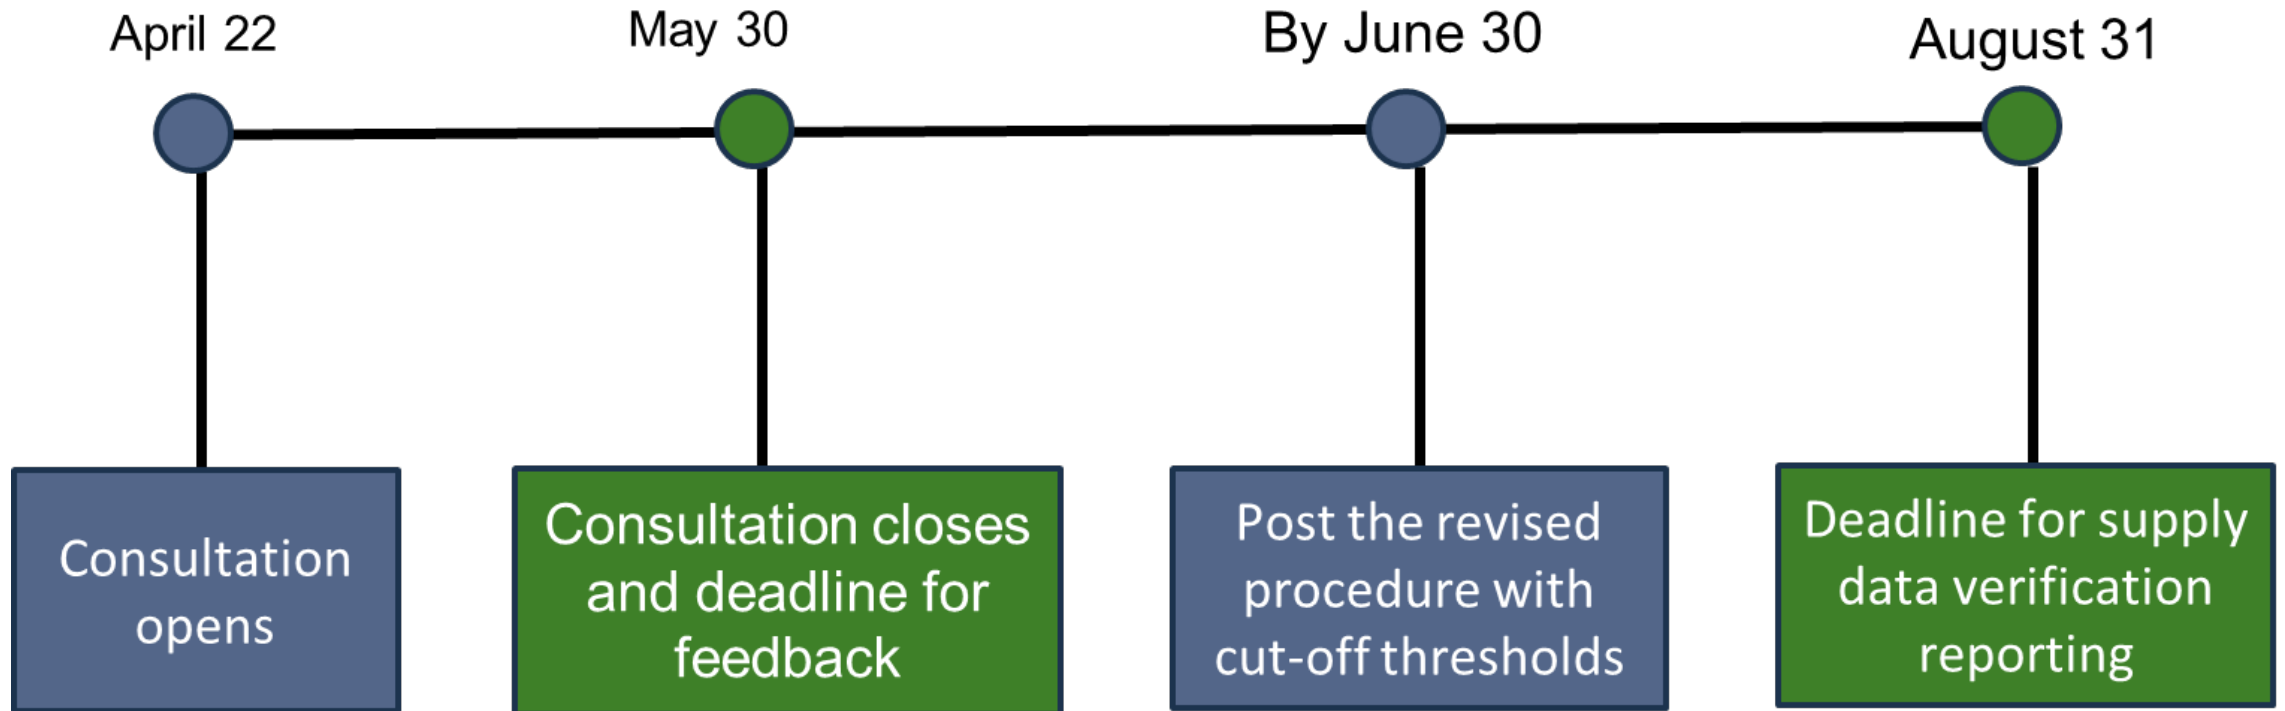 April 22
May 30
By June 30
August 31
Consultation
opens
Consultation closes
and deadline for
feedback
Post the revised
procedure with
cut-off thresholds
Deadline for supply
data verification
reporting